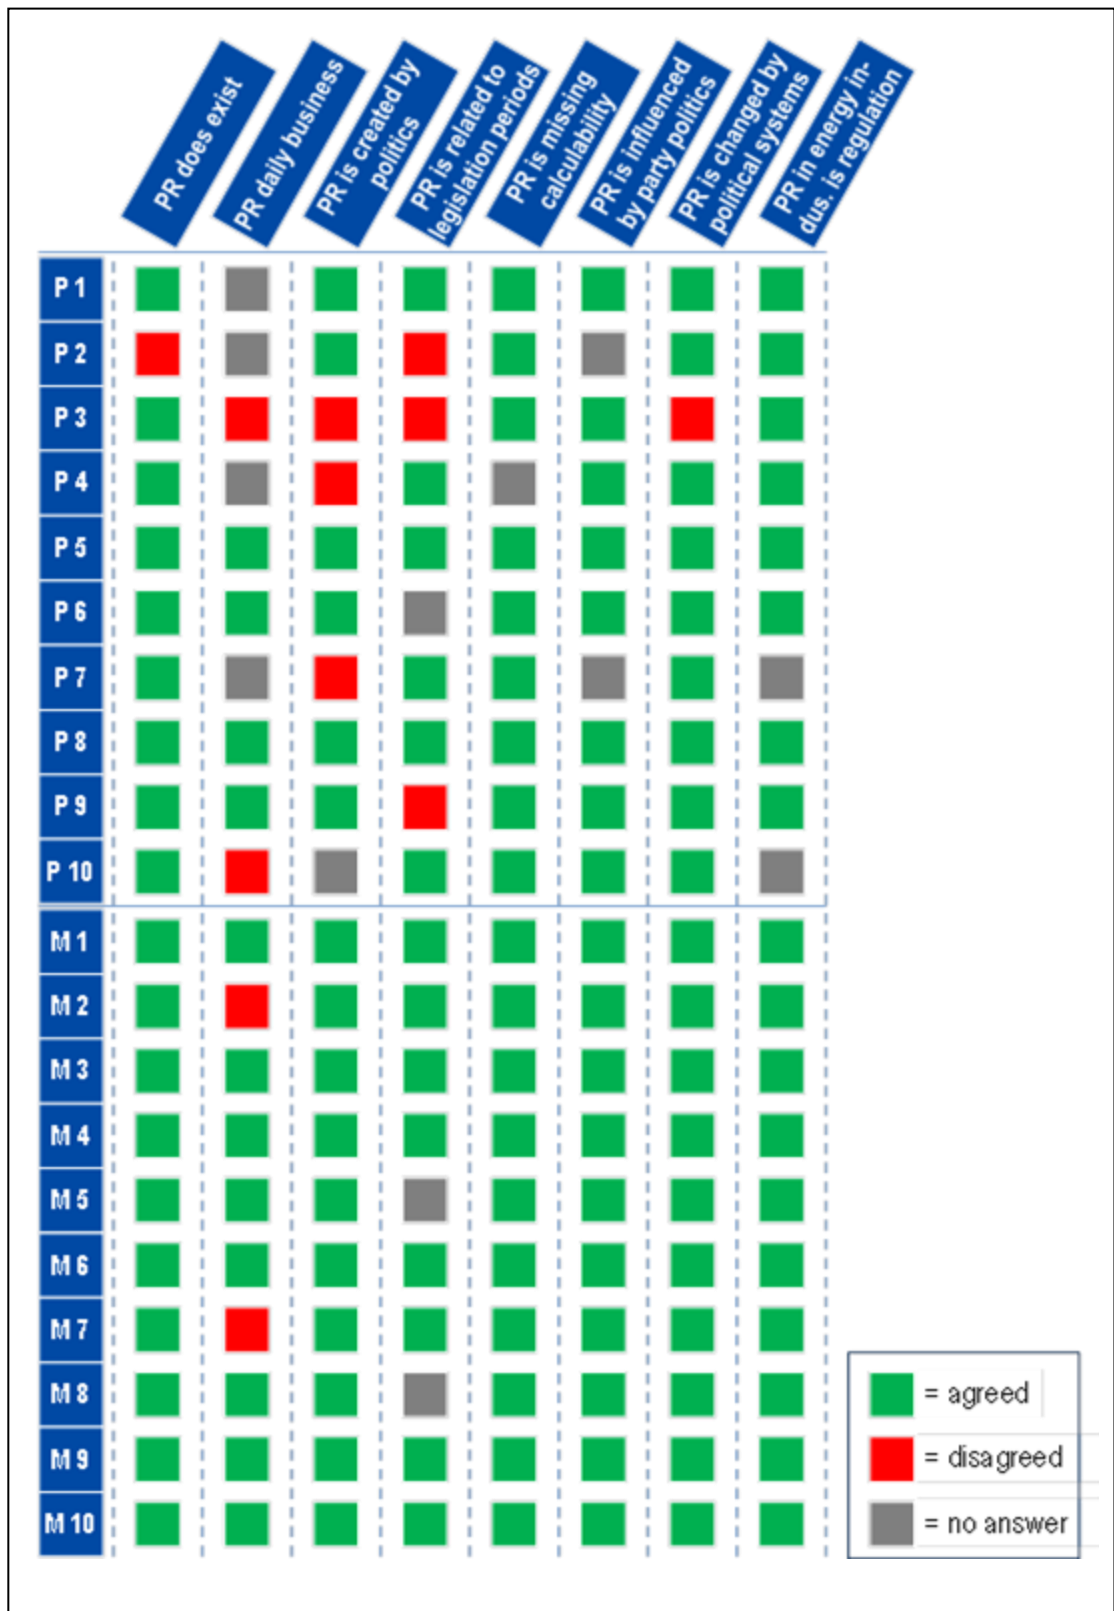 PR does exist
PR daily business
PR is created by
politics
PR is related to
legislation periods
PR is missing
calculability
PR is influenced
by party politics
PR is changed by
political systems
PR in energy in-
dus. is regulation
P 1
P 2
P 3
P 4
P 5
P 6
P 7
P 8
P 9
P 10
M 1
M 2
M 3
M 4
M 5
M 6
M 7
M 8
M 9
M 10
= agreed
= disagreed
= no answer